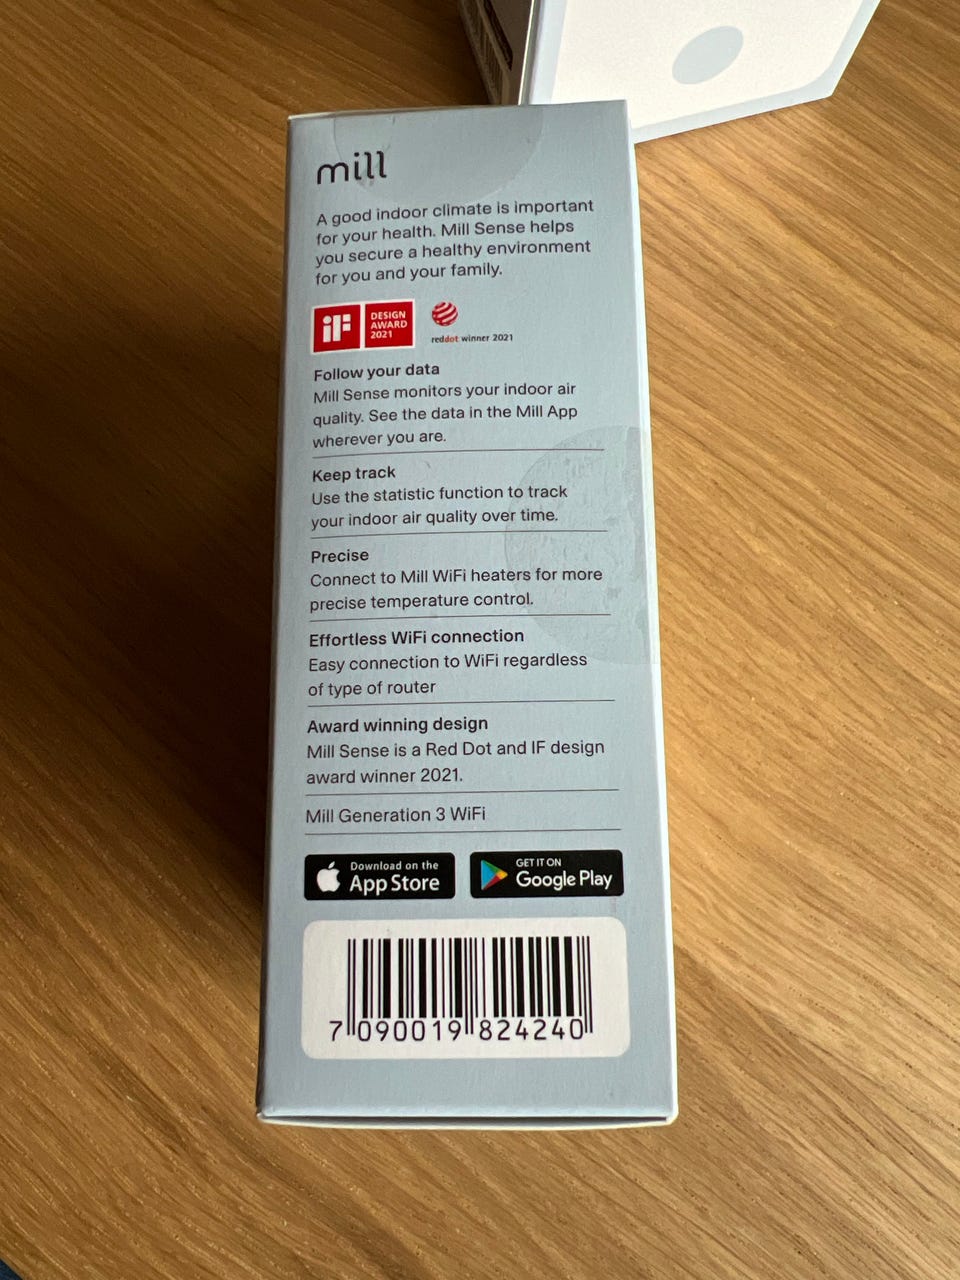 mill
A good indoor climate is important
for your health. Mill Sense helps
you secure a healthy environment
for you and your family.
iF
DESIGN
AWARD
2021
reddot winner 2021
Follow your data
Mill Sense monitors your indoor air
quality. See the data in the Mill App
wherever you are.
Keep track
Use the statistic function to track
your indoor air quality over time.
Precise
Connect to Mill WiFi heaters for more
precise temperature control.
Effortless WiFi connection
Easy connection to WiFi regardless
of type of router
Award winning design
Mill Sense is a Red Dot and IF design
award winner 2021.
Mill Generation 3 WiFi
Download on the
App Store
GET IT ON
Google Play
7 090019 824240